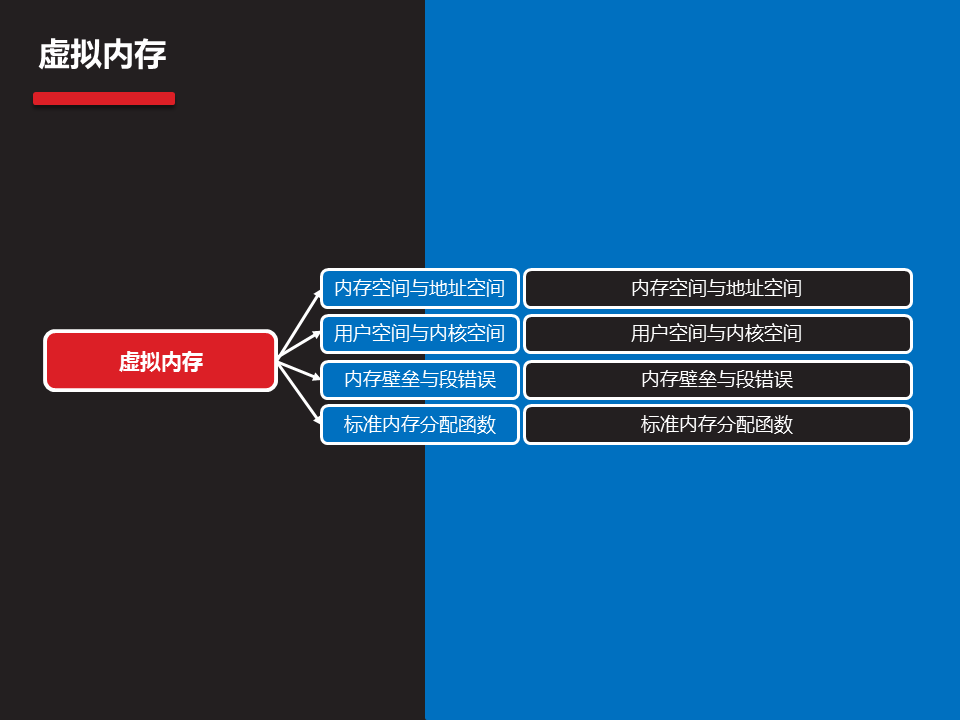 虚拟内存
内存空间与地址空间
内存空间与地址空间
用户空间与内核空间
用户空间与内核空间
虚拟内存
内存壁垒与段错误
内存壁垒与段错误
标准内存分配函数
标准内存分配函数